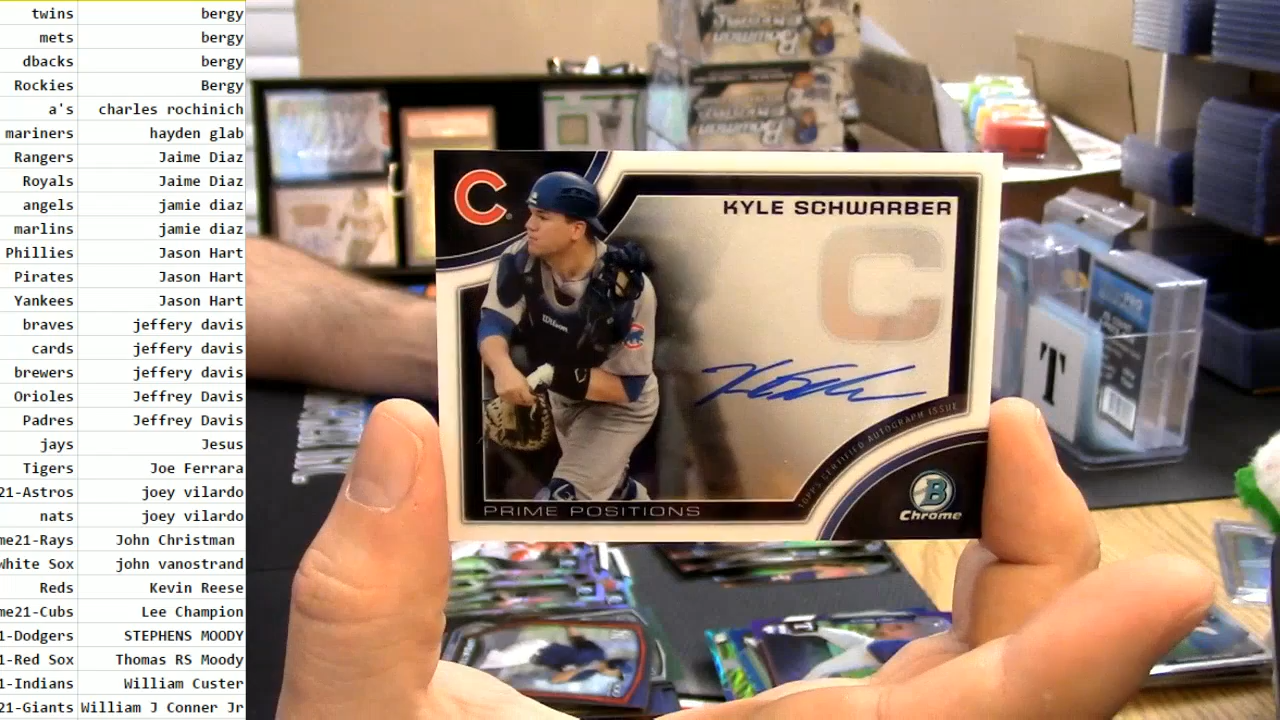 twins bergy
mets bergy
dbacks bergy
Rockies Bergy
a's charles rochinich
mariners hayden glab
Rangers Jaime Diaz
Royals Jaime Diaz
angels jamie diaz
marlins jamie diaz
Phillies Jason Hart
Pirates Jason Hart
Yankees Jason Hart
braves jeffery davis
cards jeffery davis
brewers jeffery davis
Orioles Jeffrey Davis
Padres Jeffrey Davis
jays Jesus
Tigers Joe Ferrara
21-Astros joey vilardo
nats joey vilardo
me21-Rays John Christman
White Sox john vanostrand
Reds Kevin Reese
me21-Cubs Lee Champion
1-Dodgers STEPHENS MOODY
1-Red Sox Thomas RS Moody
1-Indians William Custer
21-Giants William J Conner Jr
Bowman
Bowman
C
KYLE SCHWARBER
C
Wilson
TOPPS CERTIFIED AUTOGRAPH ISSUE
PRIME POSITIONS
B
Chrome
T